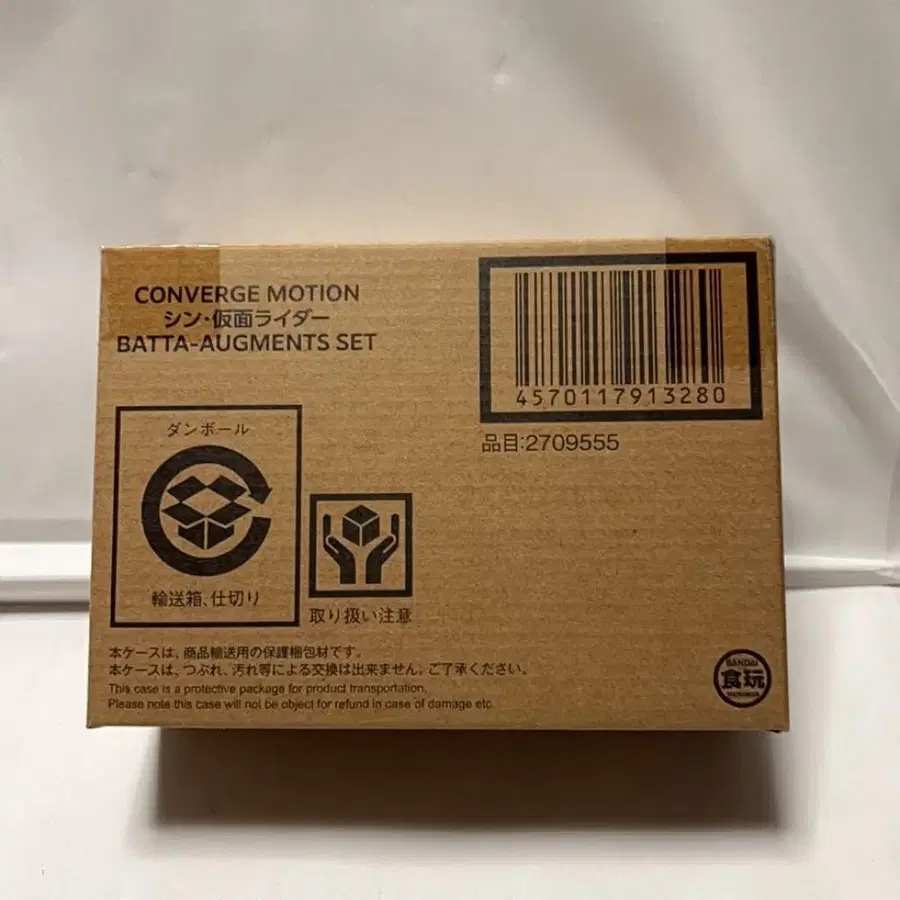 CONVERGE MOTION
シン・仮面ライダー
BATTA-AUGMENTS SET
4570117913280
品目:2709555
ダンボール
輸送箱、仕切り
取り扱い注意
本ケースは、商品輸送用の保護梱包材です。
本ケースは、つぶれ、汚れ等による交換は出来ません。ご了承ください。
This case is a protective package for product transportation.
Please note this case will not be object for refund in case of damage etc.
BANDAI
食玩